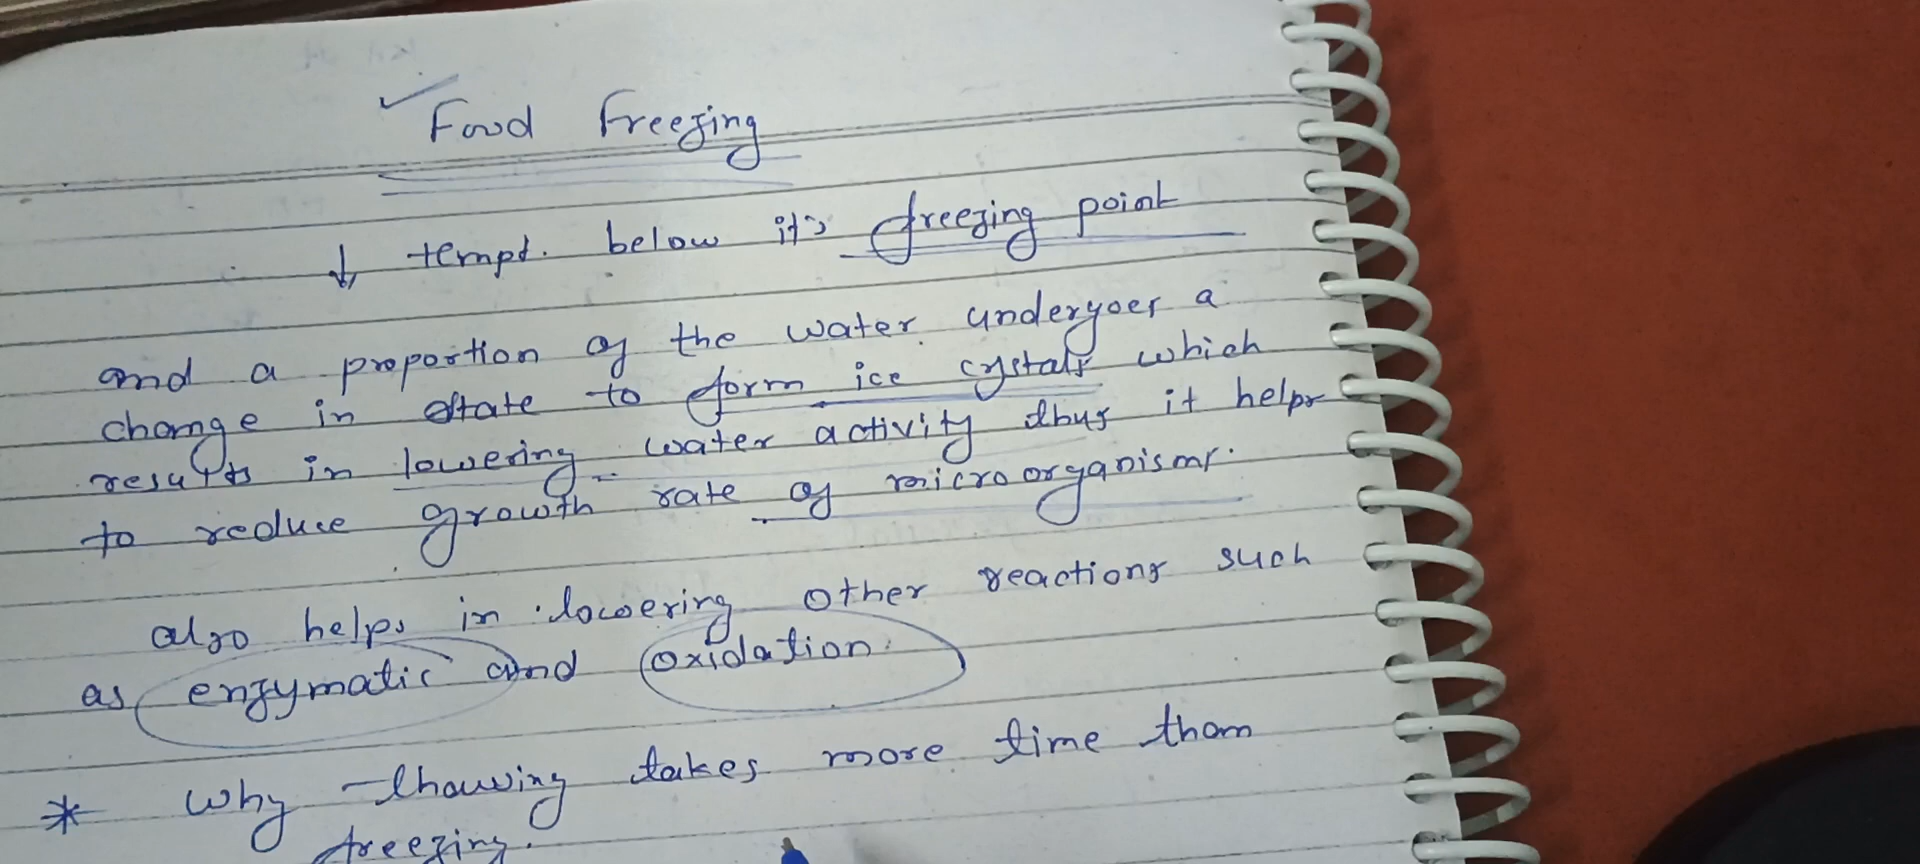 Food Freezing
↓ tempt. below it's freezing point
and a proportion of the water undergoes a
change in state to form ice crystals which
results in lowering water activity thus it helps
to reduce growth rate of microorganisms.
also helps in lowering other reactions such
as enzymatic and oxidation.
* Why thawing takes more time than
freezing.